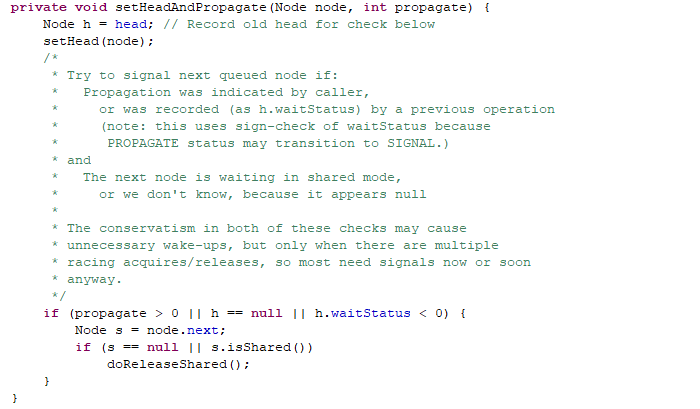 private void setHeadAndPropagate(Node node, int propagate) {
    Node h = head; // Record old head for check below
    setHead(node);
    /*
     * Try to signal next queued node if:
     *   Propagation was indicated by caller,
     *     or was recorded (as h.waitStatus) by a previous operation
     *     (note: this uses sign-check of waitStatus because
     *      PROPAGATE status may transition to SIGNAL.)
     * and
     *   The next node is waiting in shared mode,
     *     or we don't know, because it appears null
     *
     * The conservatism in both of these checks may cause
     * unnecessary wake-ups, but only when there are multiple
     * racing acquires/releases, so most need signals now or soon
     * anyway.
     */
    if (propagate > 0 || h == null || h.waitStatus < 0) {
        Node s = node.next;
        if (s == null || s.isShared())
            doReleaseShared();
    }
}